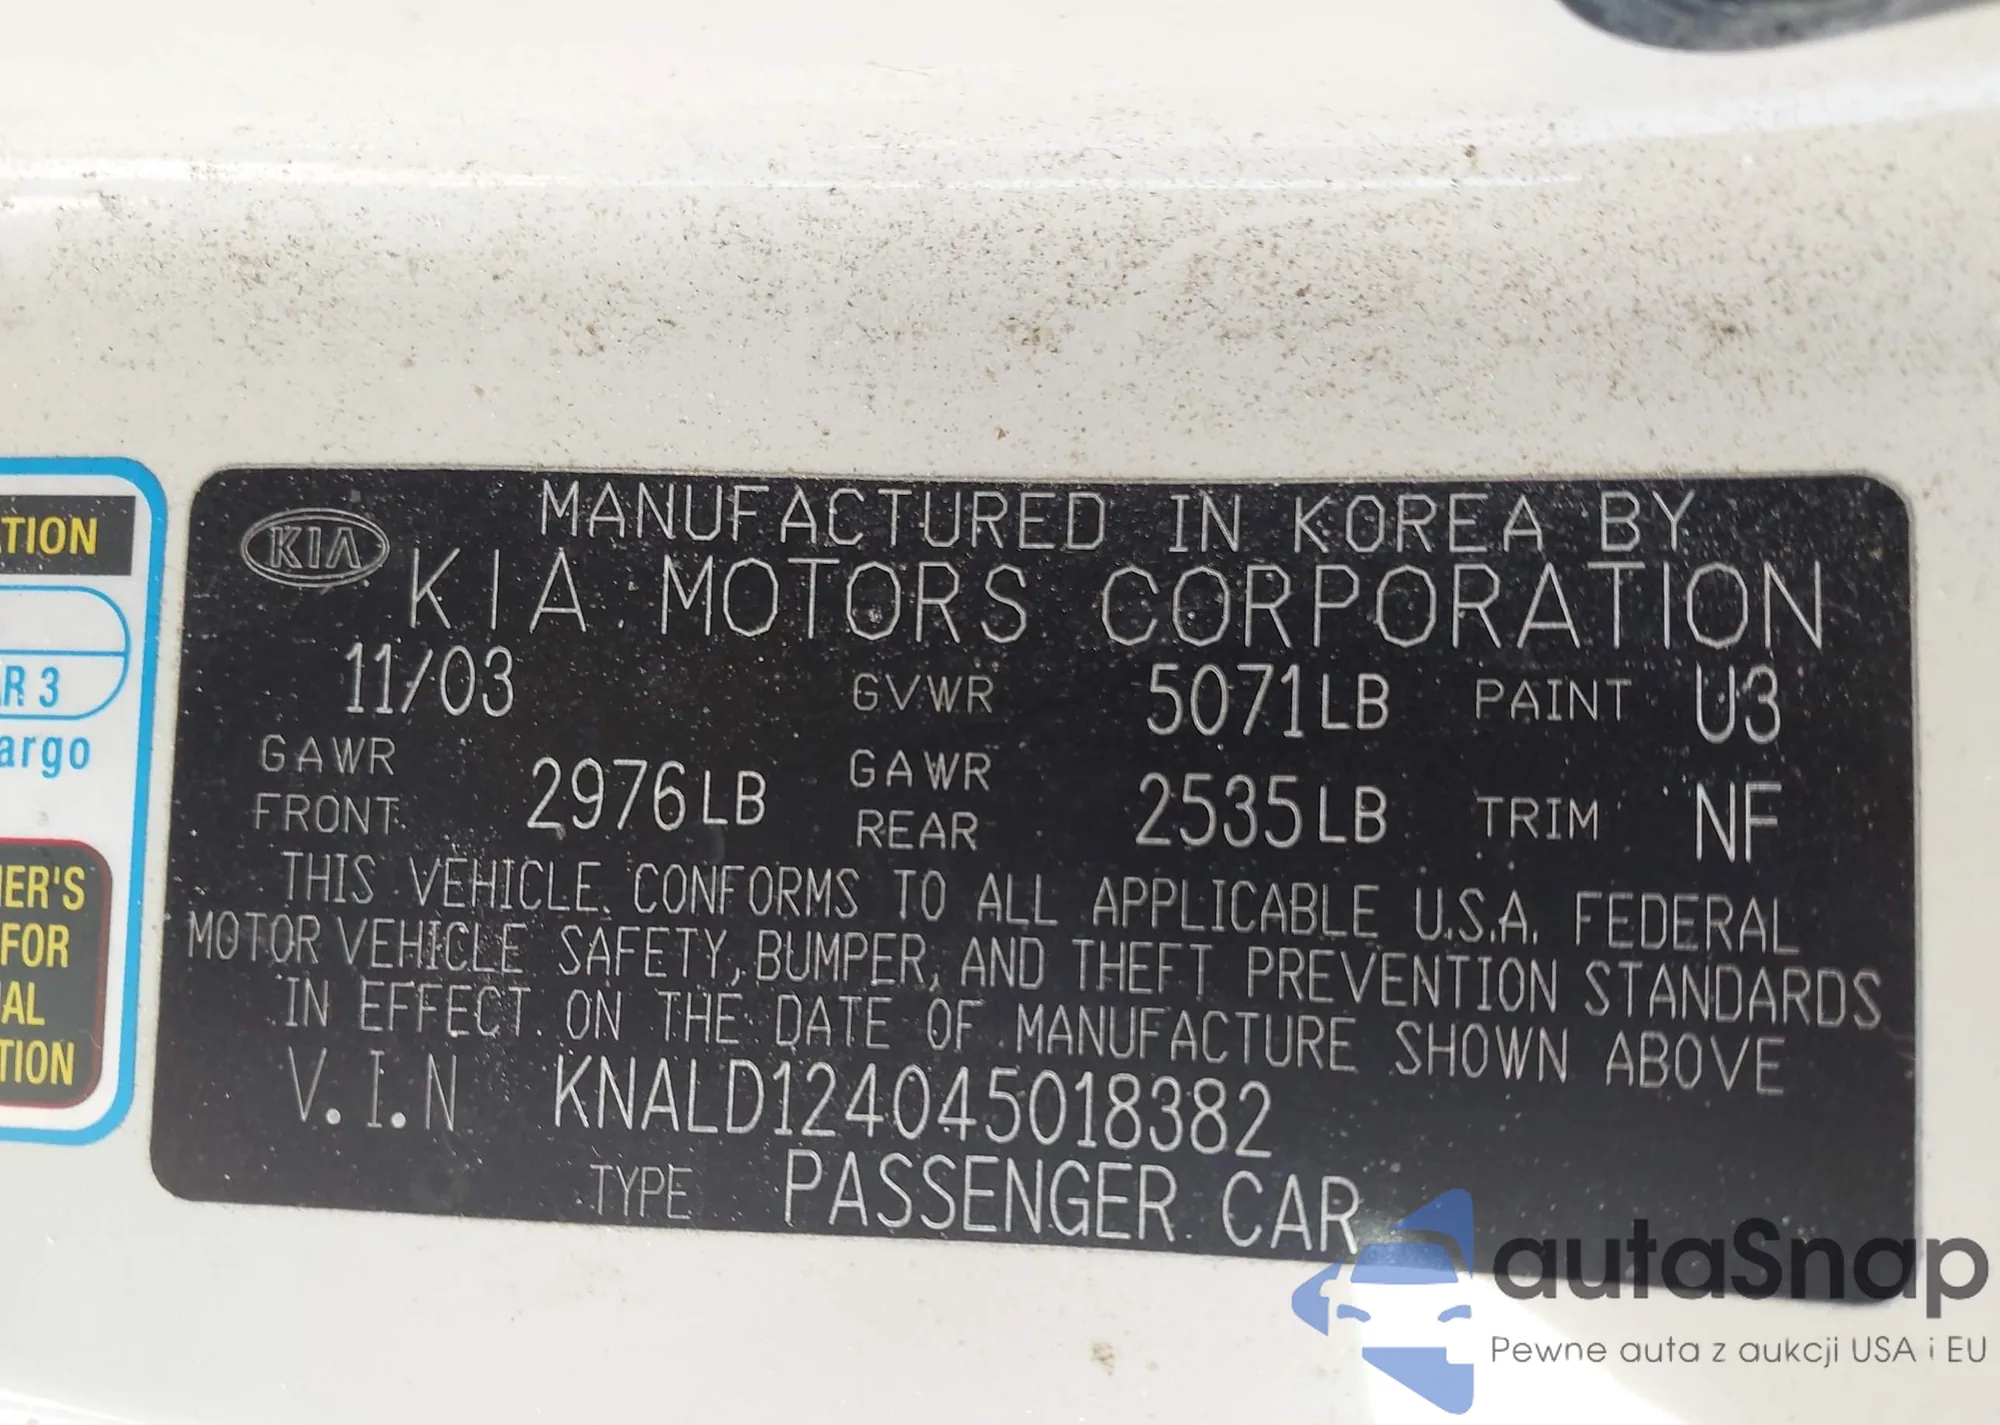 MANUFACTURED IN KOREA BY
KIA
KIA MOTORS CORPORATION
11/03 GVWR 5071LB PAINT U3
GAWR FRONT 2976LB GAWR REAR 2535LB TRIM NF
THIS VEHICLE CONFORMS TO ALL APPLICABLE U.S.A. FEDERAL
MOTOR VEHICLE SAFETY, BUMPER, AND THEFT PREVENTION STANDARDS
IN EFFECT ON THE DATE OF MANUFACTURE SHOWN ABOVE
V.I.N KNALD124045018382
TYPE PASSENGER CAR
ATION
AR 3
argo
NER'S
FOR
AL
TION
autaSnap
Pewne auta z aukcji USA i EU